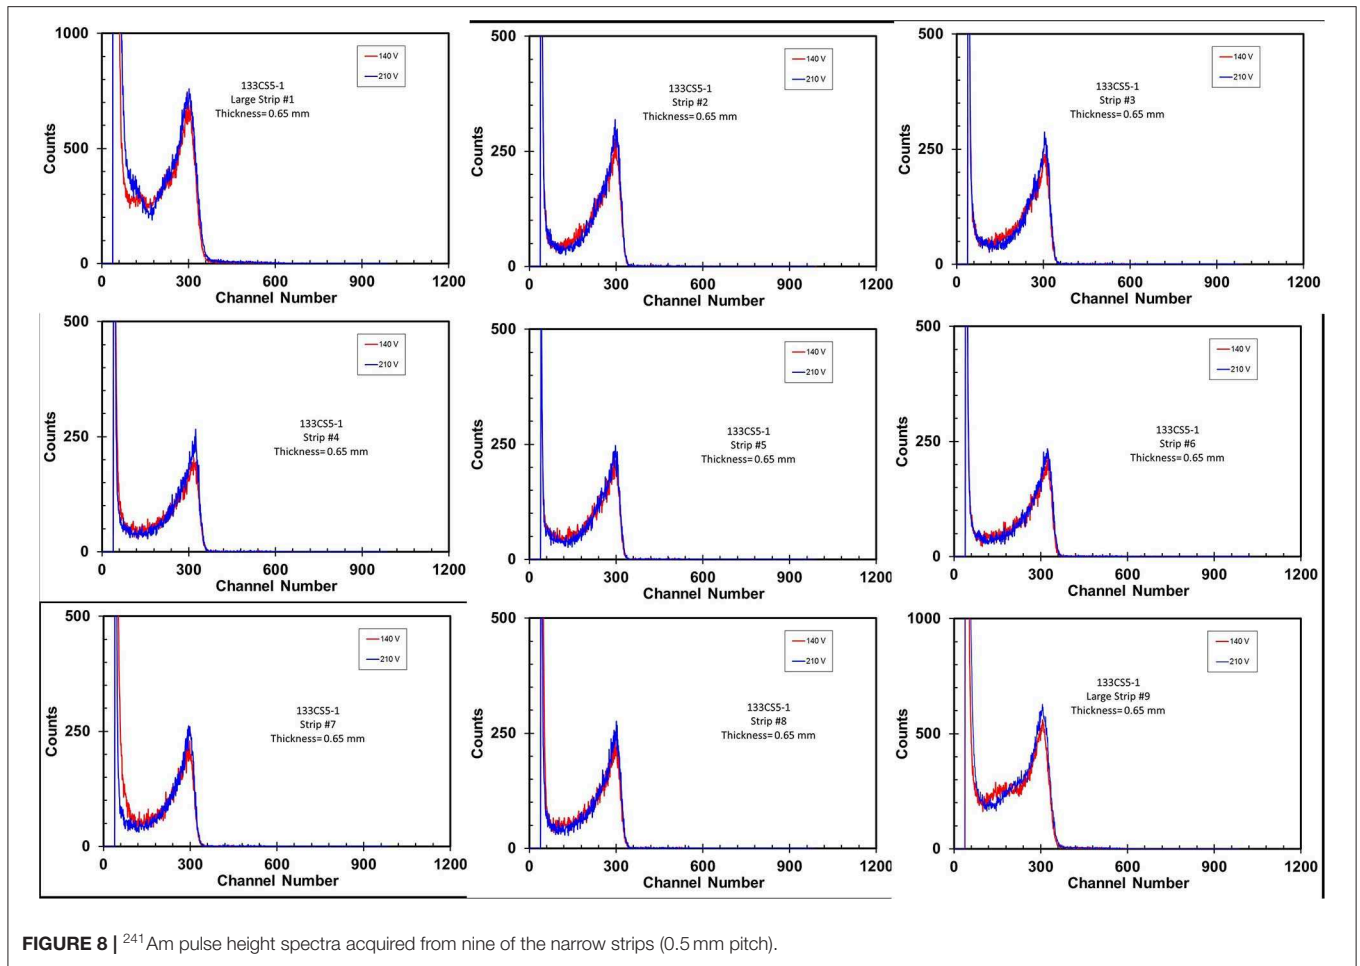 1000
500
0
Counts
0
300
600
900
1200
Channel Number
140 V
210 V
133CS5-1
Large Strip #1
Thickness= 0.65 mm
500
250
0
Counts
0
300
600
900
1200
Channel Number
140 V
210 V
133CS5-1
Strip #2
Thickness= 0.65 mm
500
250
0
Counts
0
300
600
900
1200
Channel Number
140 V
210 V
133CS5-1
Strip #3
Thickness= 0.65 mm
500
250
0
Counts
0
300
600
900
1200
Channel Number
140 V
210 V
133CS5-1
Strip #4
Thickness= 0.65 mm
500
250
0
Counts
0
300
600
900
1200
Channel Number
140 V
210 V
133CS5-1
Strip #5
Thickness= 0.65 mm
500
250
0
Counts
0
300
600
900
1200
Channel Number
140 V
210 V
133CS5-1
Strip #6
Thickness= 0.65 mm
500
250
0
Counts
0
300
600
900
1200
Channel Number
140 V
210 V
133CS5-1
Strip #7
Thickness= 0.65 mm
500
250
0
Counts
0
300
600
900
1200
Channel Number
140 V
210 V
133CS5-1
Strip #8
Thickness= 0.65 mm
1000
500
0
Counts
0
300
600
900
1200
Channel Number
140 V
210 V
133CS5-1
Large Strip #9
Thickness= 0.65 mm
FIGURE 8 | ²⁴¹Am pulse height spectra acquired from nine of the narrow strips (0.5 mm pitch).